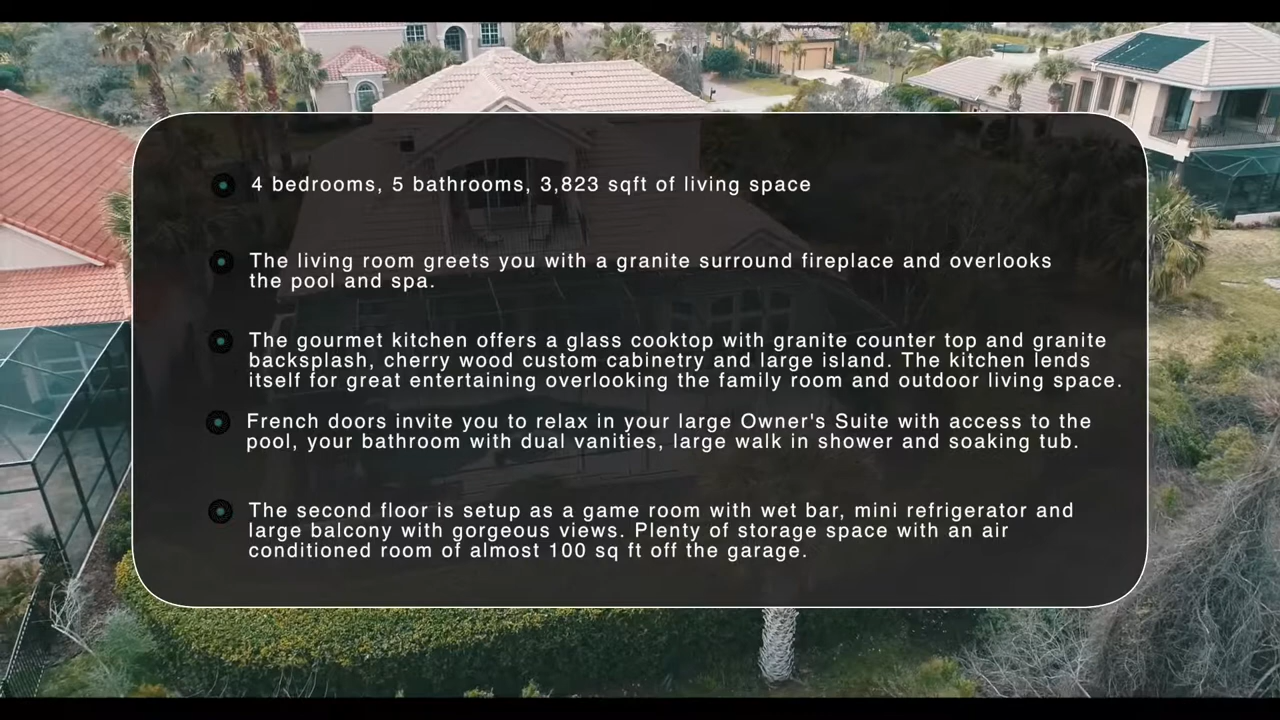 4 bedrooms, 5 bathrooms, 3,823 sqft of living space
The living room greets you with a granite surround fireplace and overlooks
the pool and spa.
The gourmet kitchen offers a glass cooktop with granite counter top and granite
backsplash, cherry wood custom cabinetry and large island. The kitchen lends
itself for great entertaining overlooking the family room and outdoor living space.
French doors invite you to relax in your large Owner's Suite with access to the
pool, your bathroom with dual vanities, large walk in shower and soaking tub.
The second floor is setup as a game room with wet bar, mini refrigerator and
large balcony with gorgeous views. Plenty of storage space with an air
conditioned room of almost 100 sq ft off the garage.